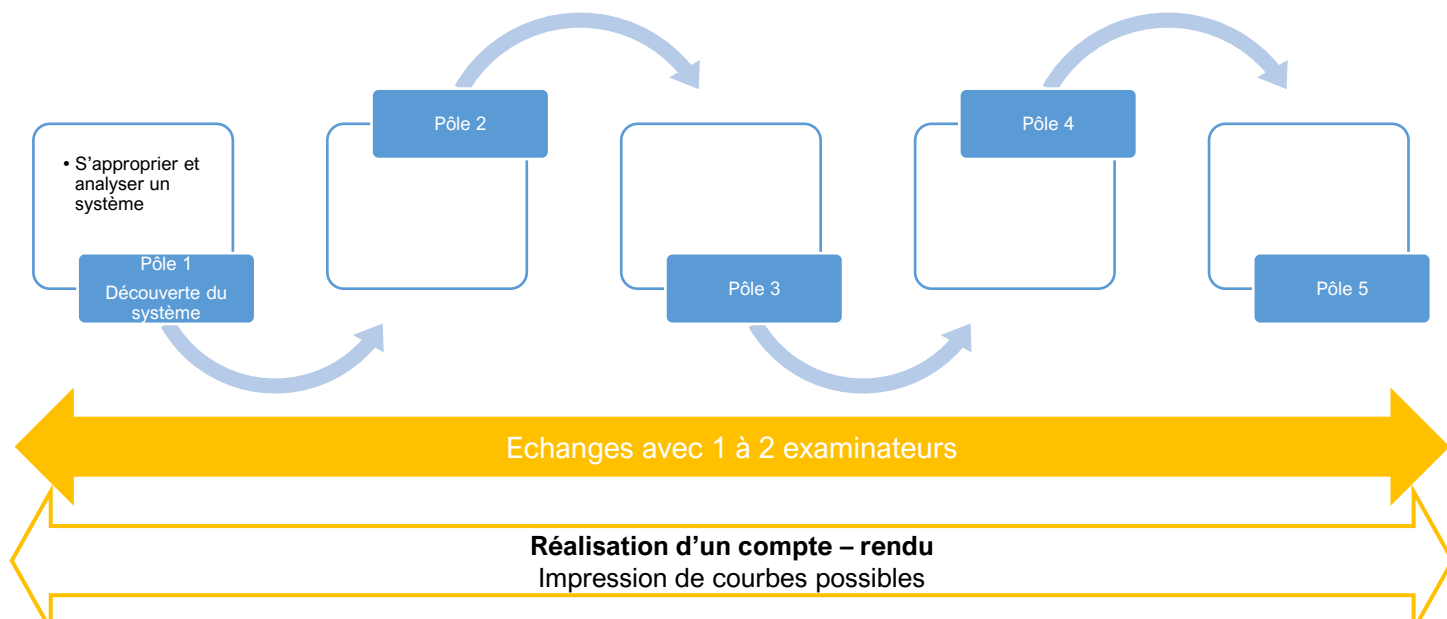 • S'approprier et
analyser un
système
Pôle 1
Découverte du
système
Pôle 2
Pôle 3
Pôle 4
Pôle 5
Echanges avec 1 à 2 examinateurs
Réalisation d'un compte – rendu
Impression de courbes possibles